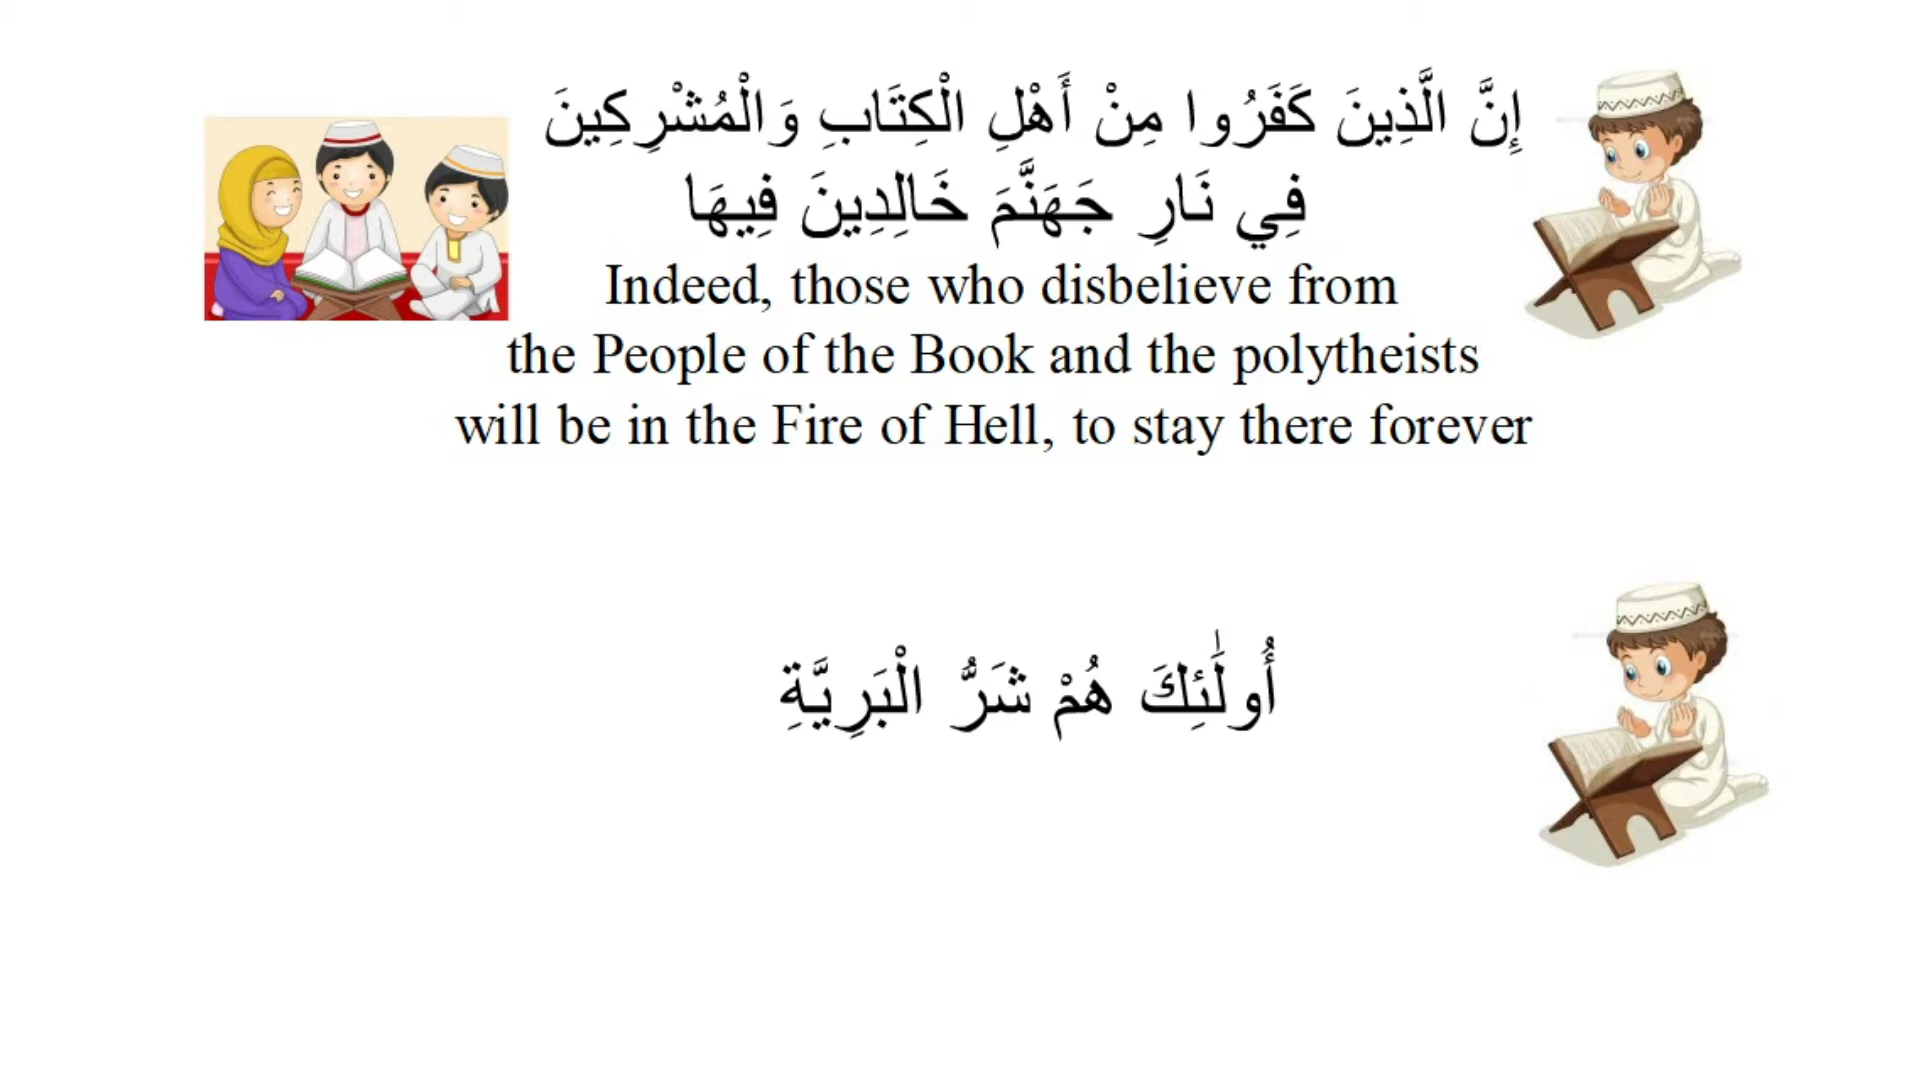 إِنَّ الَّذِينَ كَفَرُوا مِنْ أَهْلِ الْكِتَابِ وَالْمُشْرِكِينَ
فِي نَارِ جَهَنَّمَ خَالِدِينَ فِيهَا
Indeed, those who disbelieve from
the People of the Book and the polytheists
will be in the Fire of Hell, to stay there forever
أُولَٰئِكَ هُمْ شَرُّ الْبَرِيَّةِ